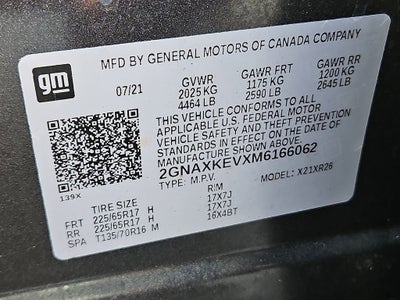 gm
MFD BY GENERAL MOTORS OF CANADA COMPANY
07/21 GVWR GAWR FRT GAWR RR
2025 KG 1175 KG 1200 KG
4464 LB 2590 LB 2645 LB
THIS VEHICLE CONFORMS TO ALL
APPLICABLE U.S. FEDERAL MOTOR
VEHICLE SAFETY, BUMPER, AND
THEFT PREVENTION STANDARDS
IN EFFECT ON THE DATE OF
MANUFACTURE SHOWN ABOVE.
2GNAXKEVXM6166062
TYPE: M.P.V. MODEL: X21XR26
139X
TIRE SIZE RIM
FRT 225/65R17 H 17X7J
RR 225/65R17 H 17X7J
SPA T135/70R16 M 16X4BT